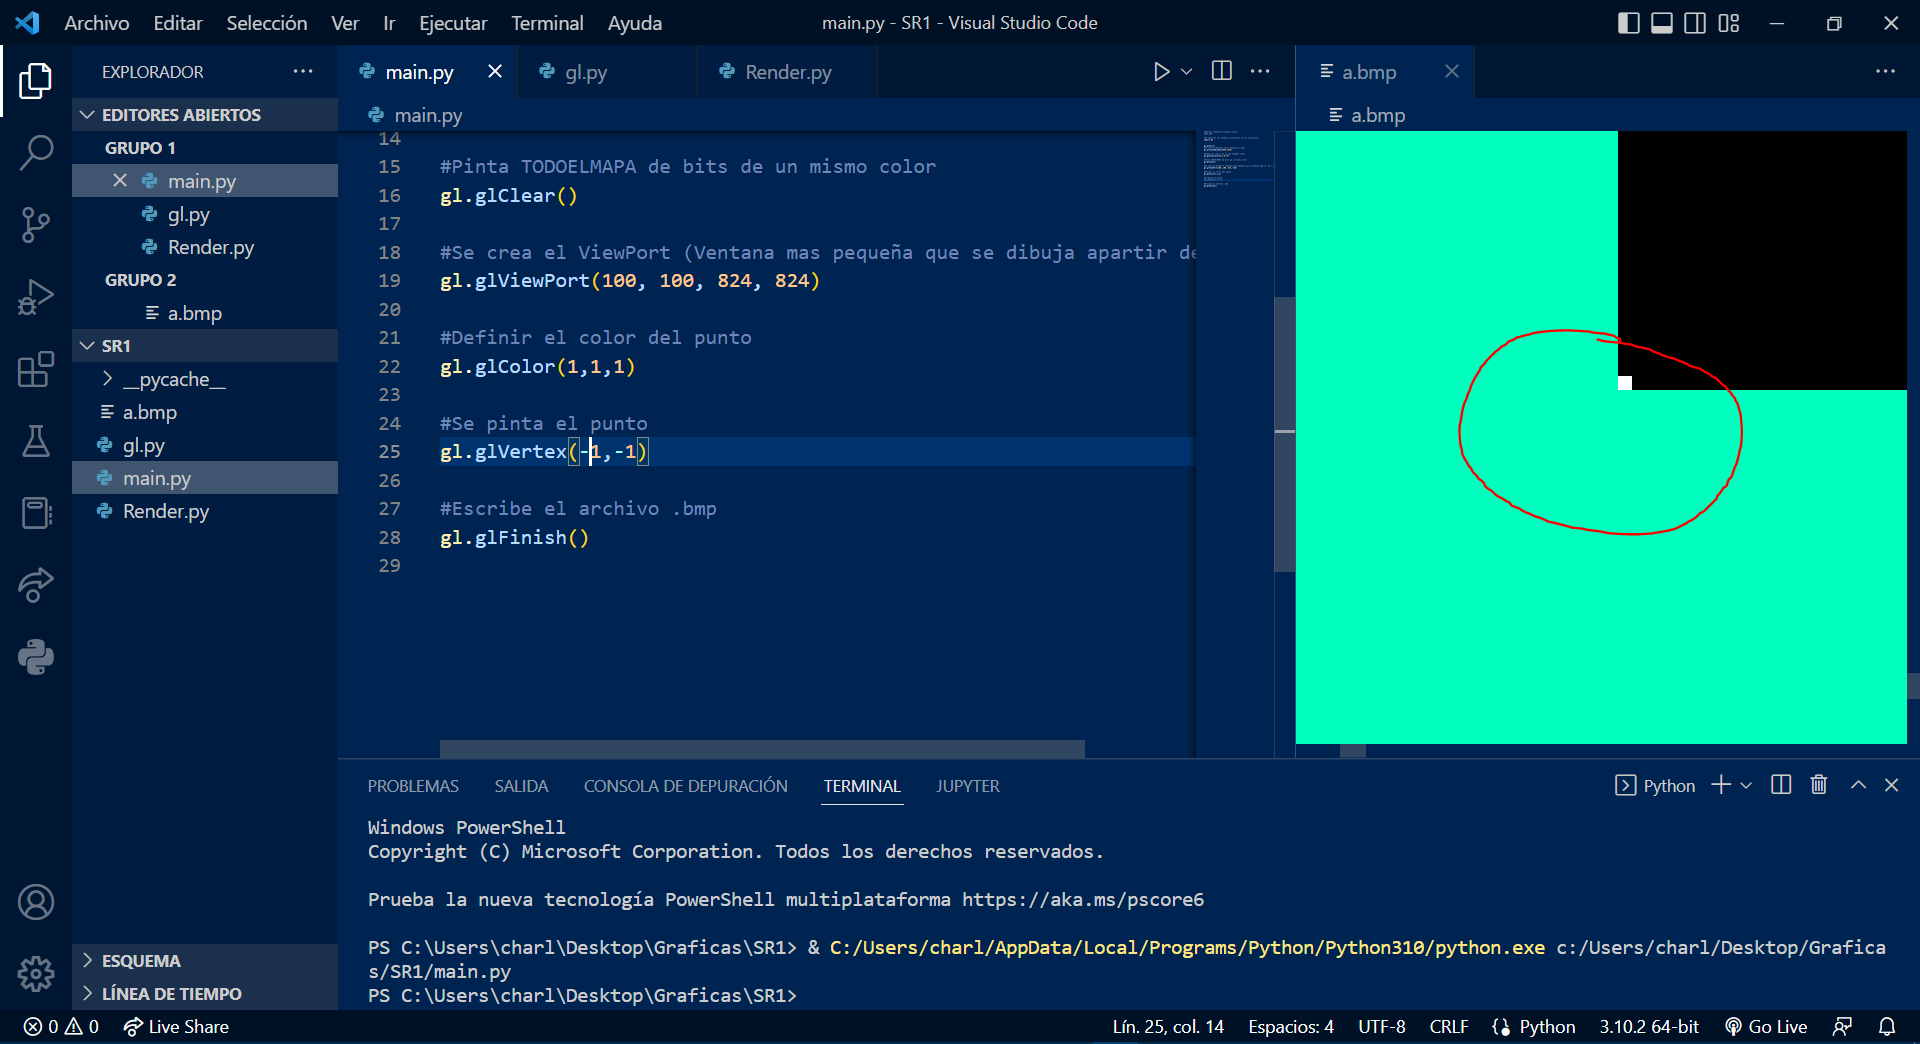 Archivo Editar Selección Ver Ir Ejecutar Terminal Ayuda
main.py - SR1 - Visual Studio Code
EXPLORADOR
EDITORES ABIERTOS
GRUPO 1
main.py
gl.py
Render.py
GRUPO 2
a.bmp
SR1
__pycache__
a.bmp
gl.py
main.py
Render.py
ESQUEMA
LÍNEA DE TIEMPO
main.py gl.py Render.py
main.py
14
15 #Pinta TODOELMAPA de bits de un mismo color
16 gl.glClear()
17
18 #Se crea el ViewPort (Ventana mas pequeña que se dibuja apartir de
19 gl.glViewPort(100, 100, 824, 824)
20
21 #Definir el color del punto
22 gl.glColor(1,1,1)
23
24 #Se pinta el punto
25 gl.glVertex(-1,-1)
26
27 #Escribe el archivo .bmp
28 gl.glFinish()
29
a.bmp
a.bmp
PROBLEMAS SALIDA CONSOLA DE DEPURACIÓN TERMINAL JUPYTER
Python
Windows PowerShell
Copyright (C) Microsoft Corporation. Todos los derechos reservados.
Prueba la nueva tecnología PowerShell multiplataforma https://aka.ms/pscore6
PS C:\Users\charl\Desktop\Graficas\SR1> & C:/Users/charl/AppData/Local/Programs/Python/Python310/python.exe c:/Users/charl/Desktop/Grafica
s/SR1/main.py
PS C:\Users\charl\Desktop\Graficas\SR1>
0 0 Live Share
Lín. 25, col. 14 Espacios: 4 UTF-8 CRLF Python 3.10.2 64-bit Go Live